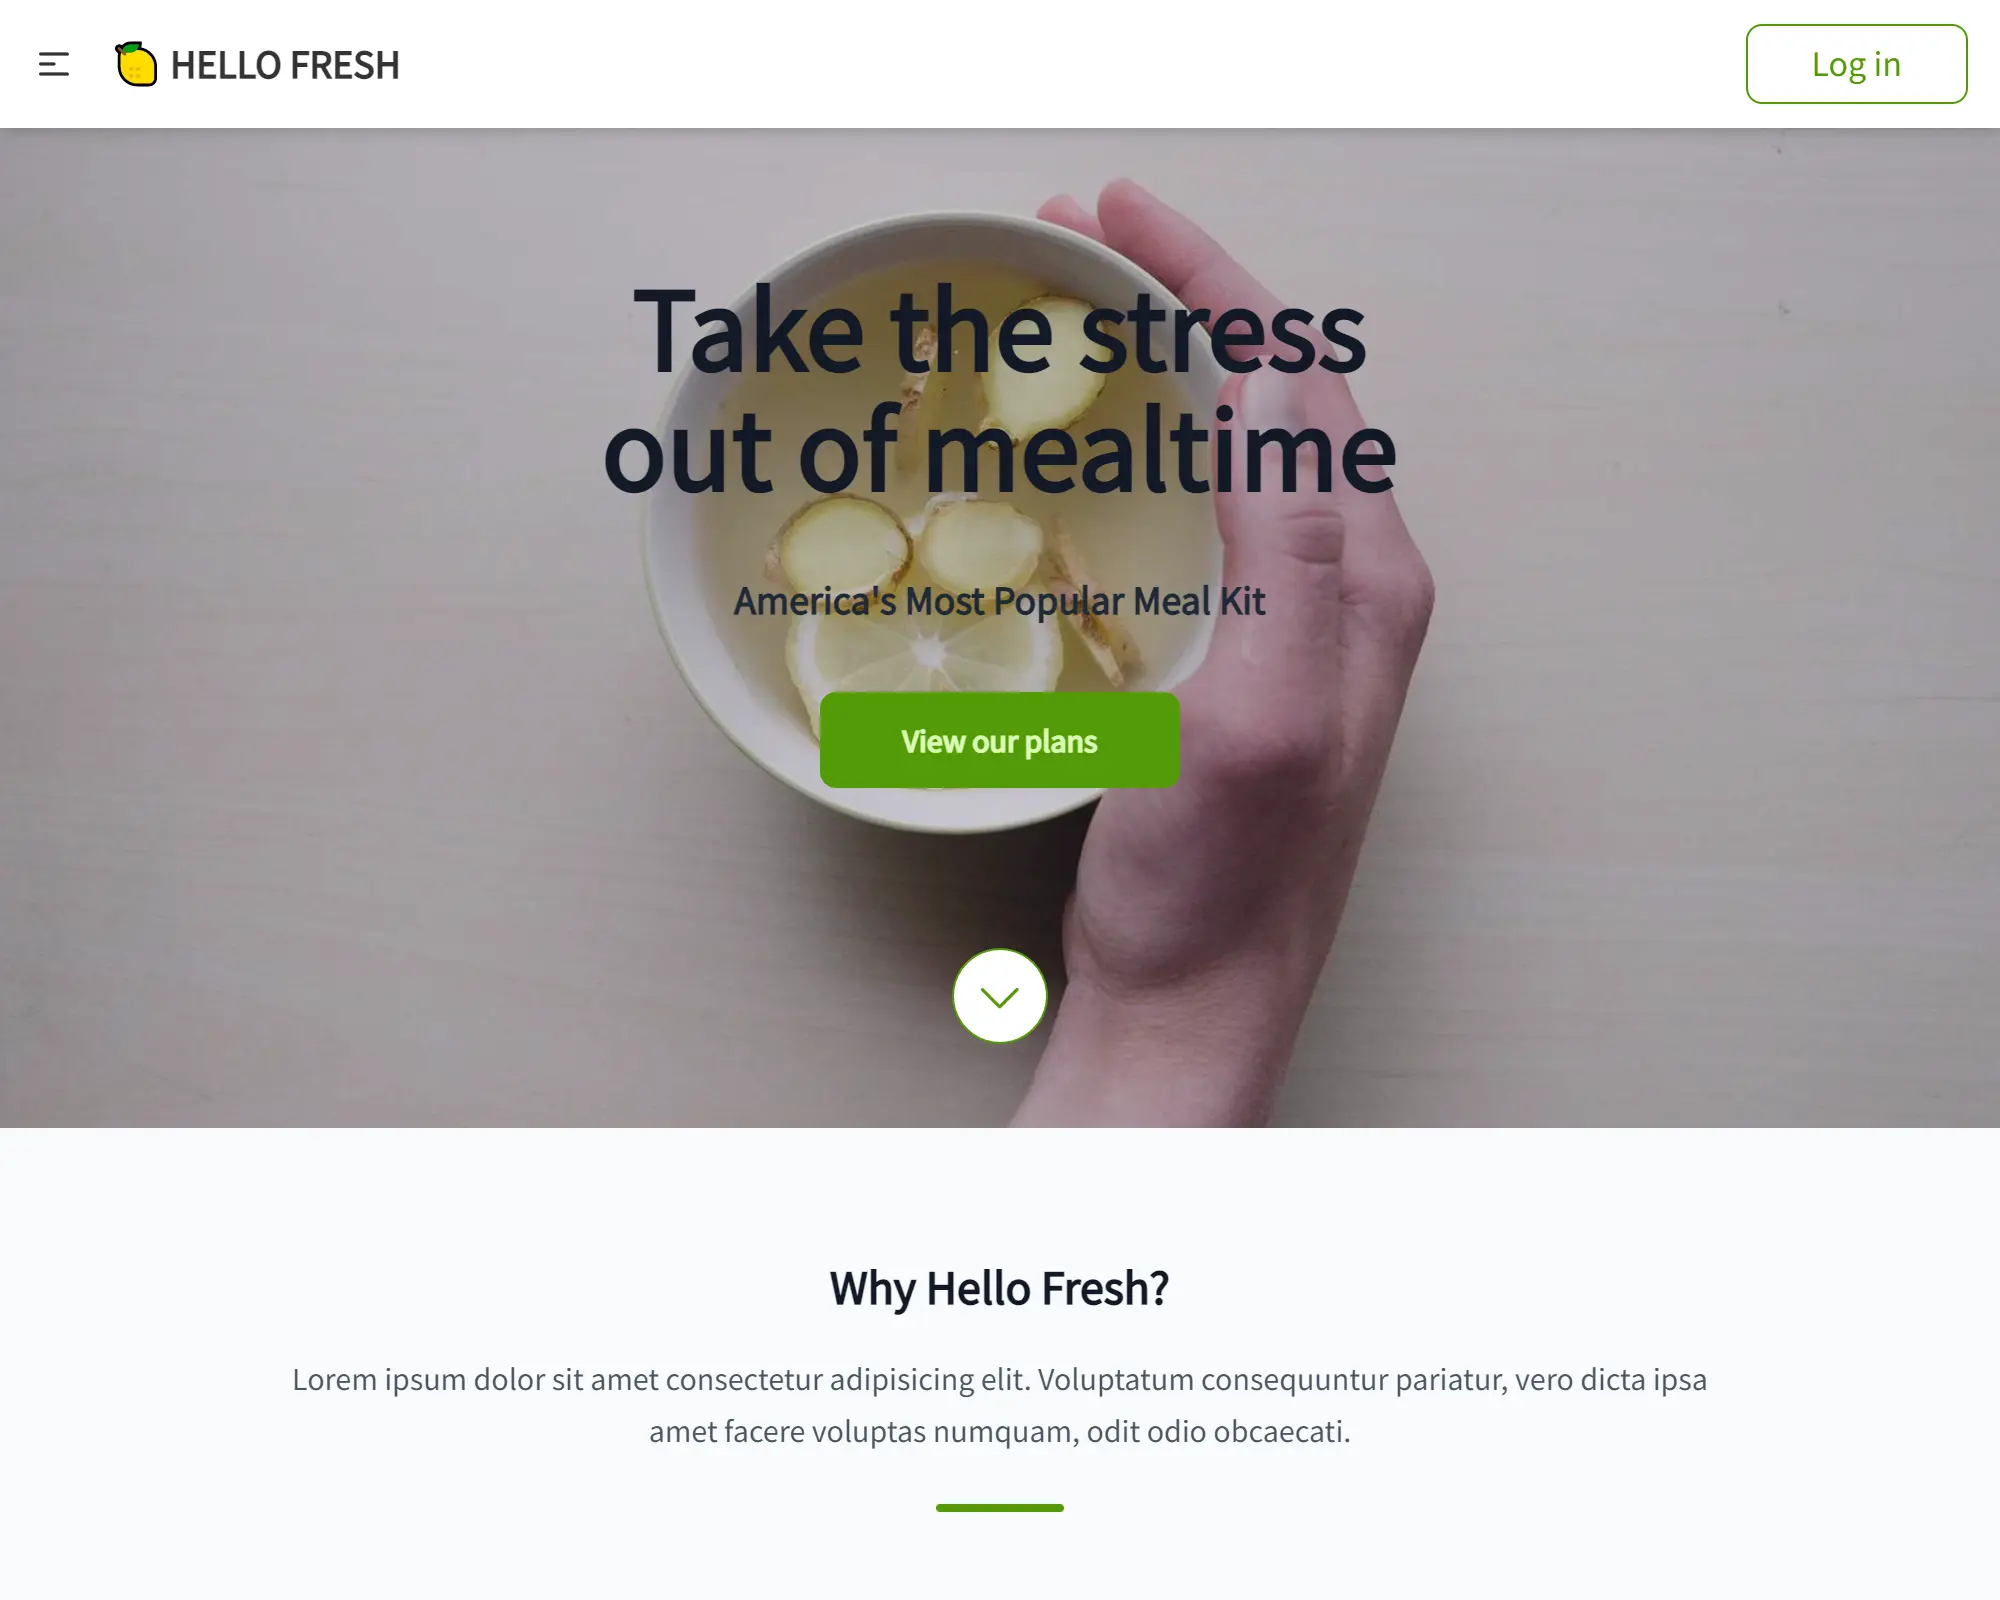 HELLO FRESH
Log in
Take the stress
out of mealtime
America's Most Popular Meal Kit
View our plans
Why Hello Fresh?
Lorem ipsum dolor sit amet consectetur adipisicing elit. Voluptatum consequuntur pariatur, vero dicta ipsa
amet facere voluptas numquam, odit odio obcaecati.